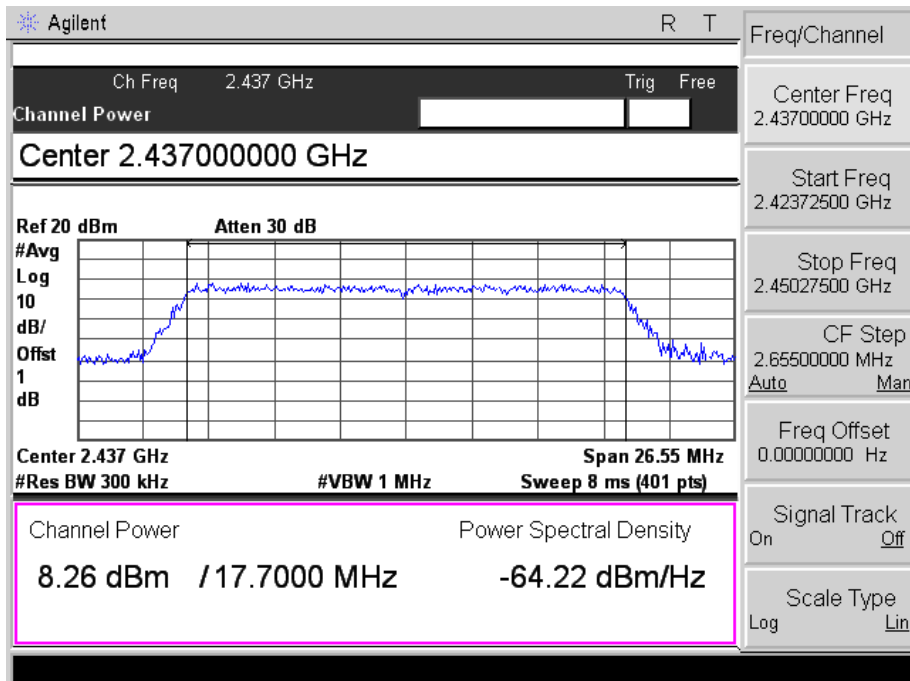 Agilent R T
Ch Freq 2.437 GHz Trig Free
Channel Power
Center 2.437000000 GHz
Ref 20 dBm Atten 30 dB
#Avg
Log
10
dB/
Offst
1
dB
Center 2.437 GHz Span 26.55 MHz
#Res BW 300 kHz #VBW 1 MHz Sweep 8 ms (401 pts)
Channel Power Power Spectral Density
8.26 dBm / 17.7000 MHz -64.22 dBm/Hz
Freq/Channel
Center Freq
2.43700000 GHz
Start Freq
2.42372500 GHz
Stop Freq
2.45027500 GHz
CF Step
2.65500000 MHz
Auto Man
Freq Offset
0.00000000 Hz
Signal Track
On Off
Scale Type
Log Lin